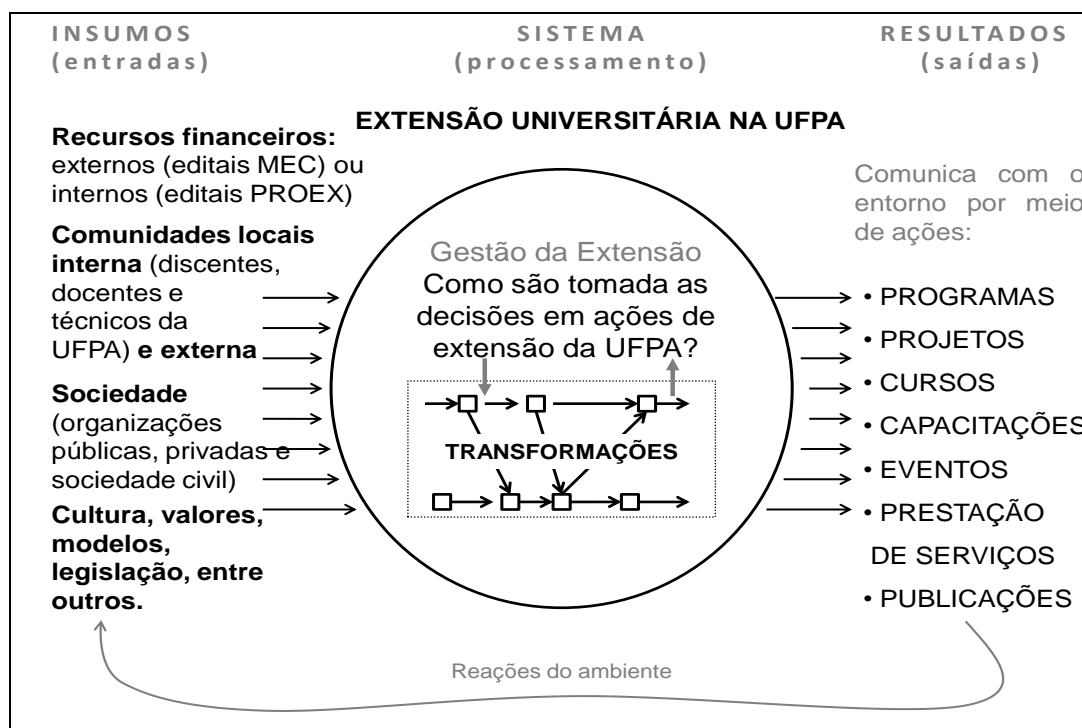 INSUMOS
(entradas)
SISTEMA
(processamento)
RESULTADOS
(saídas)
EXTENSÃO UNIVERSITÁRIA NA UFPA
Recursos financeiros:
externos (editais MEC) ou
internos (editais PROEX)
Comunidades locais
interna (discentes,
docentes e
técnicos da
UFPA) e externa
Sociedade
(organizações
públicas, privadas e
sociedade civil)
Cultura, valores,
modelos,
legislação, entre
outros.
Gestão da Extensão
Como são tomada as
decisões em ações de
extensão da UFPA?
TRANSFORMAÇÕES
Comunica com o
entorno por meio
de ações:
• PROGRAMAS
• PROJETOS
• CURSOS
• CAPACITAÇÕES
• EVENTOS
• PRESTAÇÃO
DE SERVIÇOS
• PUBLICAÇÕES
Reações do ambiente